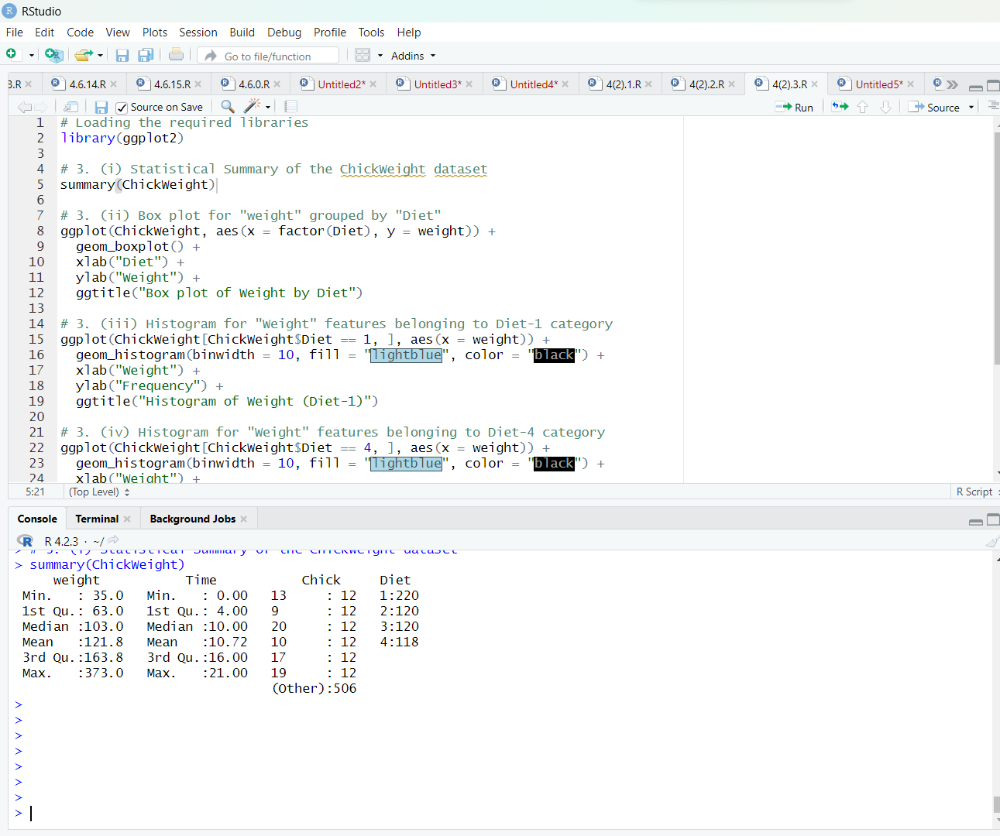 RStudio
File Edit Code View Plots Session Build Debug Profile Tools Help
Go to file/function Addins
3.R 4.6.14.R 4.6.15.R 4.6.0.R Untitled2* Untitled3* Untitled4* 4(2).1.R 4(2).2.R 4(2).3.R Untitled5*
Source on Save Run Source
1 # Loading the required libraries
2 library(ggplot2)
3
4 # 3. (i) Statistical Summary of the ChickWeight dataset
5 summary(ChickWeight)
6
7 # 3. (ii) Box plot for "weight" grouped by "Diet"
8 ggplot(ChickWeight, aes(x = factor(Diet), y = weight)) +
9   geom_boxplot() +
10   xlab("Diet") +
11   ylab("Weight") +
12   ggtitle("Box plot of Weight by Diet")
13
14 # 3. (iii) Histogram for "Weight" features belonging to Diet-1 category
15 ggplot(ChickWeight[ChickWeight$Diet == 1, ], aes(x = weight)) +
16   geom_histogram(binwidth = 10, fill = "lightblue", color = "black") +
17   xlab("Weight") +
18   ylab("Frequency") +
19   ggtitle("Histogram of Weight (Diet-1)")
20
21 # 3. (iv) Histogram for "Weight" features belonging to Diet-4 category
22 ggplot(ChickWeight[ChickWeight$Diet == 4, ], aes(x = weight)) +
23   geom_histogram(binwidth = 10, fill = "lightblue", color = "black") +
24   xlab("Weight") +
5:21 (Top Level) R Script
Console Terminal Background Jobs
R 4.2.3 · ~/
> # 3. (i) Statistical Summary of the ChickWeight dataset
> summary(ChickWeight)
weight Time Chick Diet
Min. : 35.0 Min. : 0.00 13 : 12 1:220
1st Qu.: 63.0 1st Qu.: 4.00 9 : 12 2:120
Median :103.0 Median :10.00 20 : 12 3:120
Mean :121.8 Mean :10.72 10 : 12 4:118
3rd Qu.:163.8 3rd Qu.:16.00 17 : 12
Max. :373.0 Max. :21.00 19 : 12
(Other):506
>
>
>
>
>
>
>
>